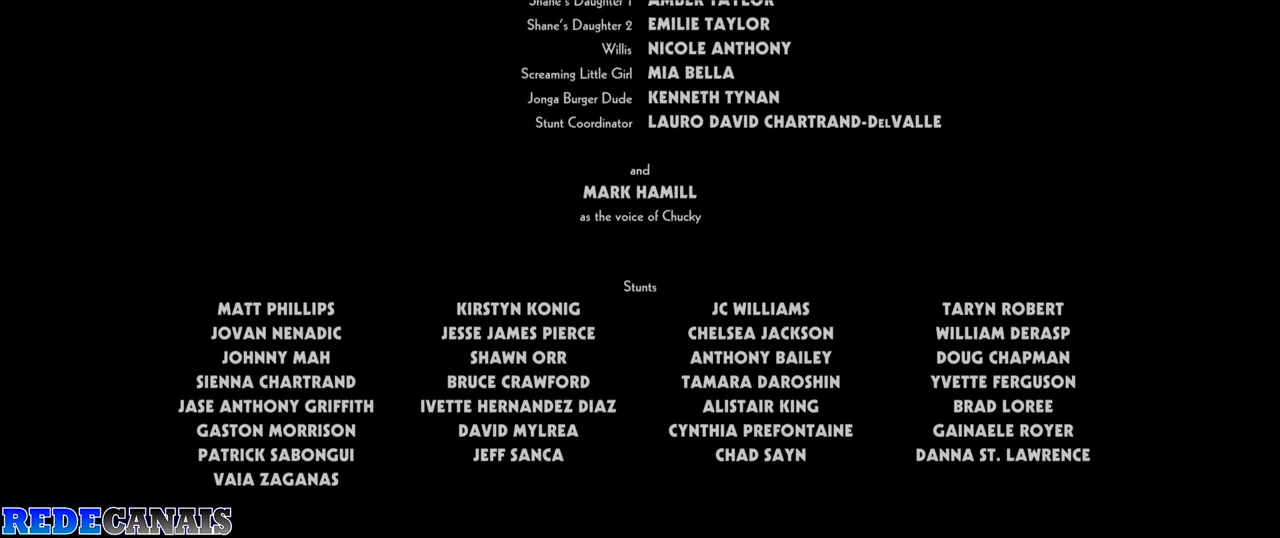 Shane's Daughter 1 AMBER TAYLOR
Shane's Daughter 2 EMILIE TAYLOR
Willis NICOLE ANTHONY
Screaming Little Girl MIA BELLA
Jonga Burger Dude KENNETH TYNAN
Stunt Coordinator LAURO DAVID CHARTRAND-DelVALLE
and
MARK HAMILL
as the voice of Chucky
Stunts
MATT PHILLIPS KIRSTYN KONIG JC WILLIAMS TARYN ROBERT
JOVAN NENADIC JESSE JAMES PIERCE CHELSEA JACKSON WILLIAM DERASP
JOHNNY MAH SHAWN ORR ANTHONY BAILEY DOUG CHAPMAN
SIENNA CHARTRAND BRUCE CRAWFORD TAMARA DAROSHIN YVETTE FERGUSON
JASE ANTHONY GRIFFITH IVETTE HERNANDEZ DIAZ ALISTAIR KING BRAD LOREE
GASTON MORRISON DAVID MYLREA CYNTHIA PREFONTAINE GAINAELE ROYER
PATRICK SABONGUI JEFF SANCA CHAD SAYN DANNA ST. LAWRENCE
VAIA ZAGANAS
REDECANAIS